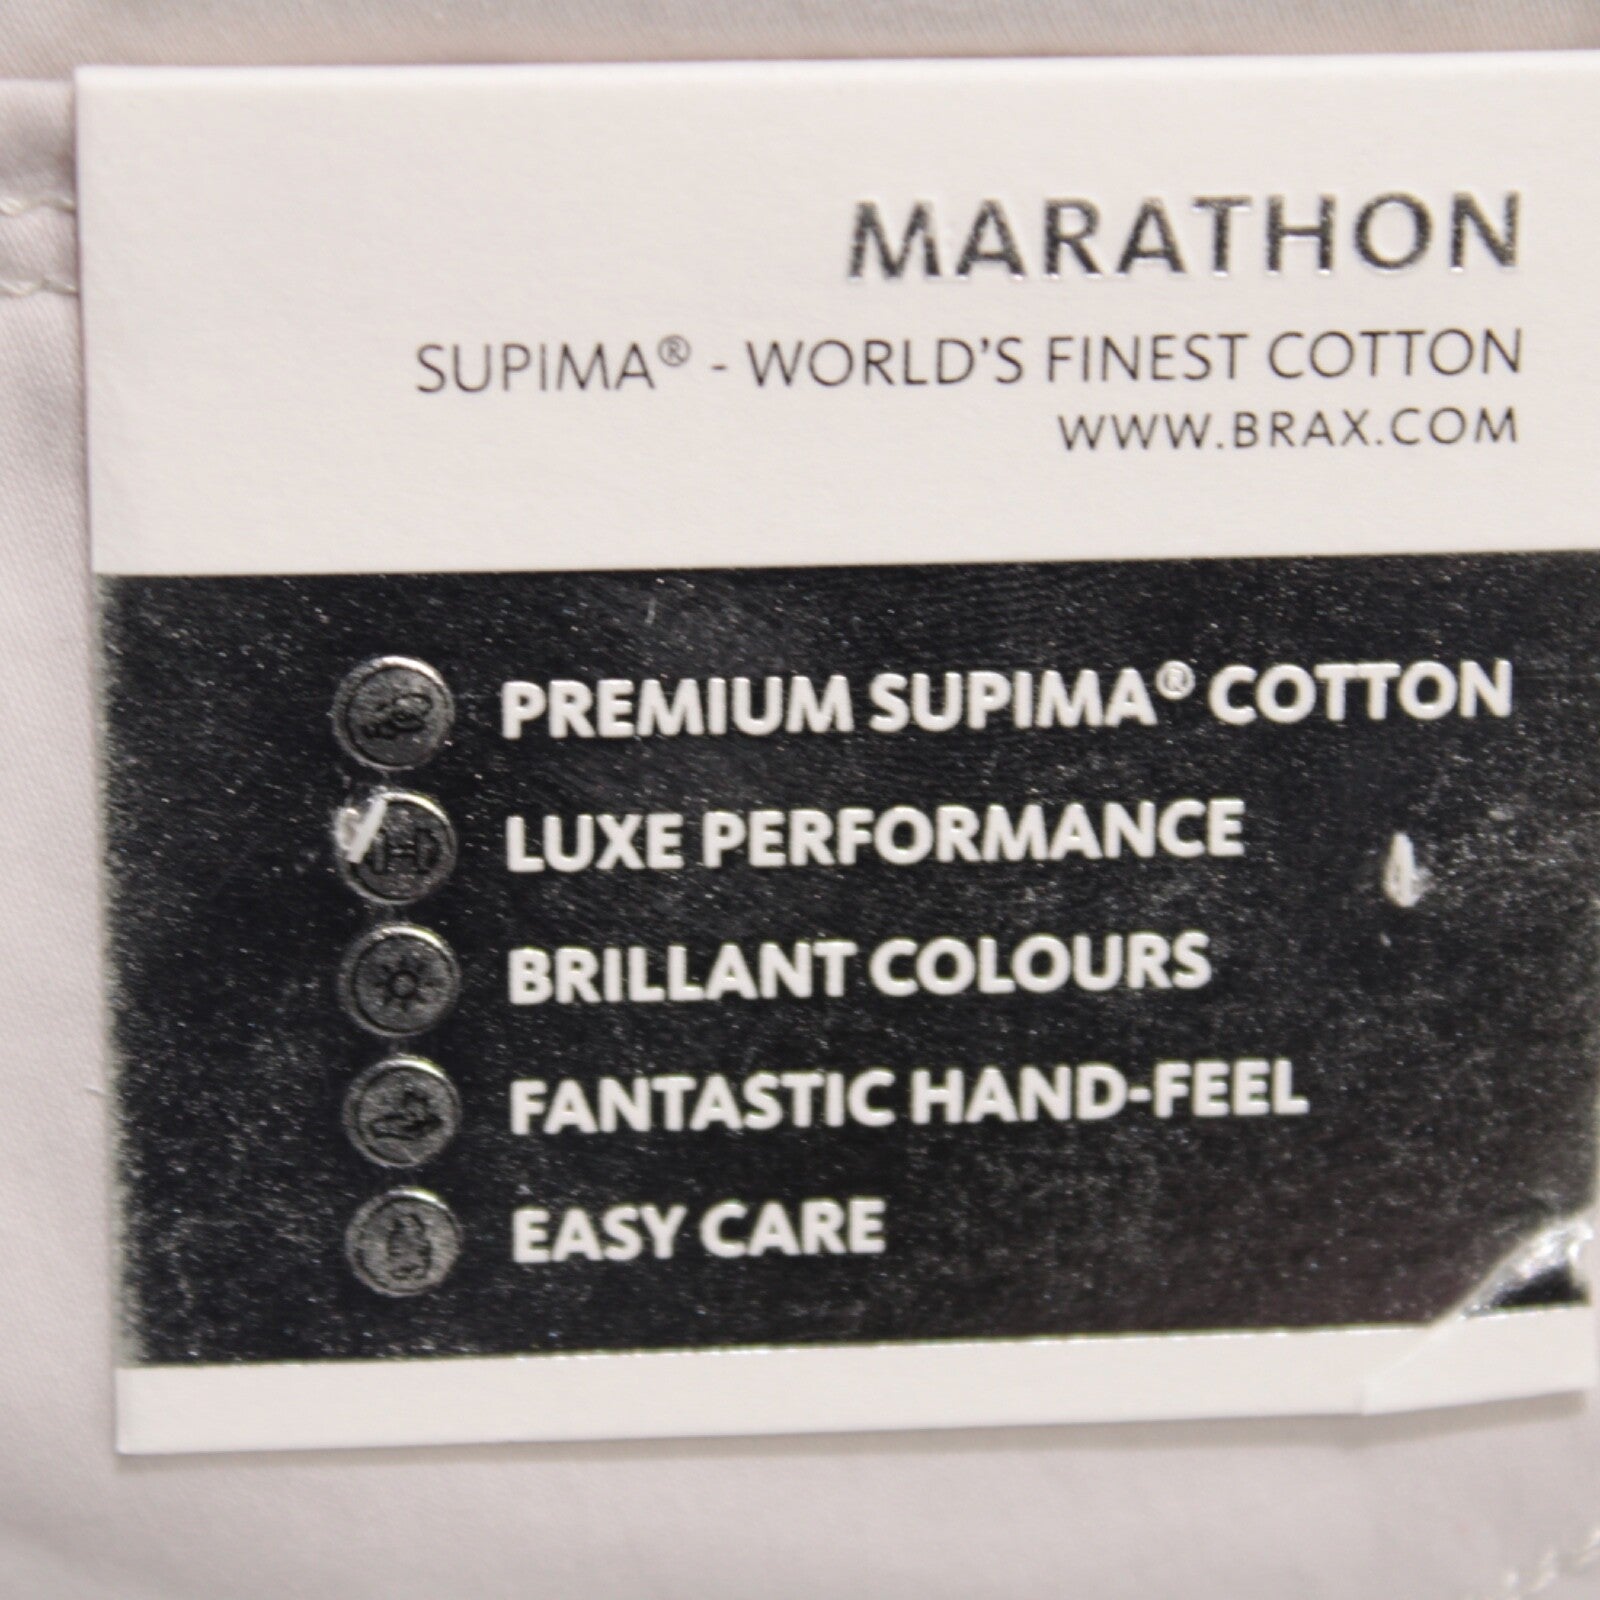 MARATHON
SUPIMA® - WORLD'S FINEST COTTON
WWW.BRAX.COM
PREMIUM SUPIMA® COTTON
LUXE PERFORMANCE
BRILLANT COLOURS
FANTASTIC HAND-FEEL
EASY CARE